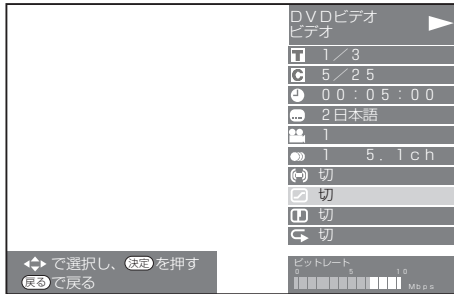 DVDビデオ
ビデオ
T 1／3
C 5／25
00：05：00
2日本語
1
1 5．1ch
切
切
切
切
で選択し、決定を押す
戻るで戻る
ビットレート
0 5 10
Mbps